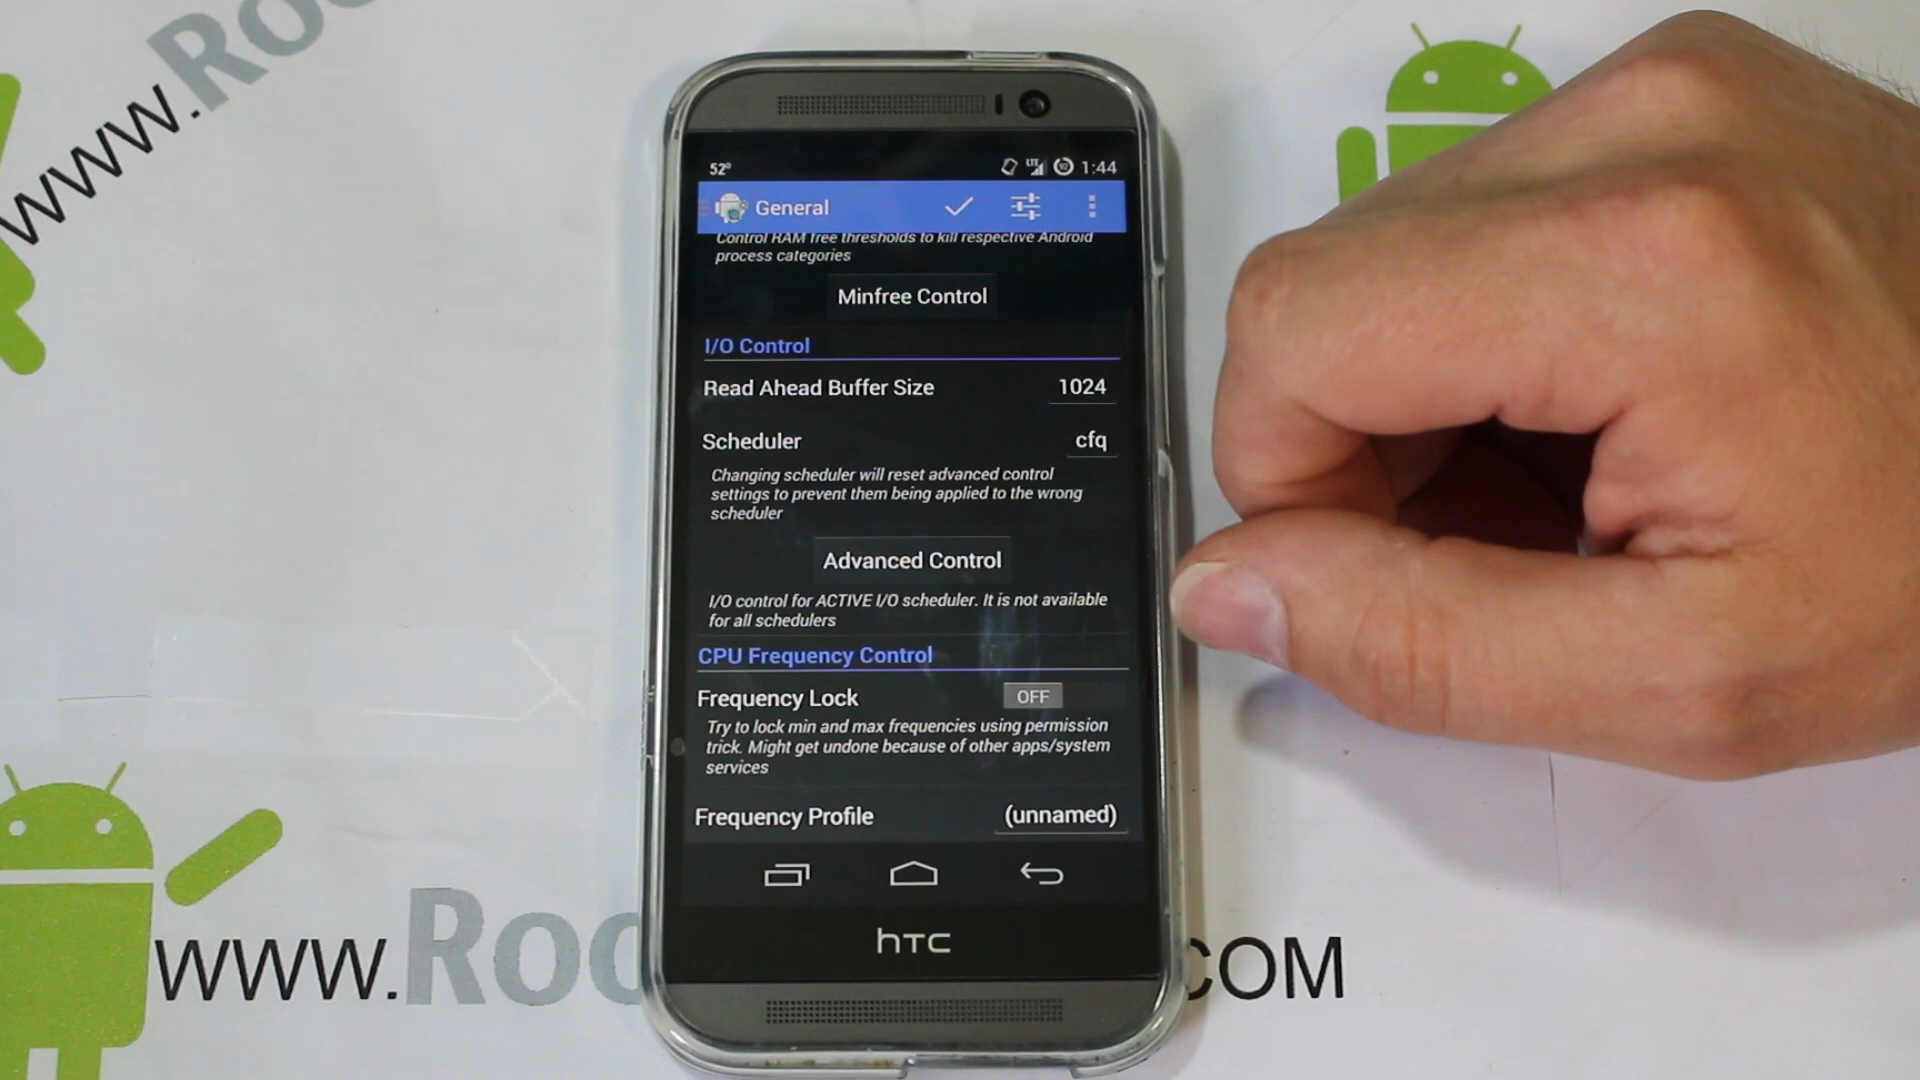 www.Roo
52°
LTE
1:44
General
Control RAM free thresholds to kill respective Android
process categories
Minfree Control
I/O Control
Read Ahead Buffer Size 1024
Scheduler cfq
Changing scheduler will reset advanced control
settings to prevent them being applied to the wrong
scheduler
Advanced Control
I/O control for ACTIVE I/O scheduler. It is not available
for all schedulers
CPU Frequency Control
Frequency Lock OFF
Try to lock min and max frequencies using permission
trick. Might get undone because of other apps/system
services
Frequency Profile (unnamed)
hTC
www.Roo .COM